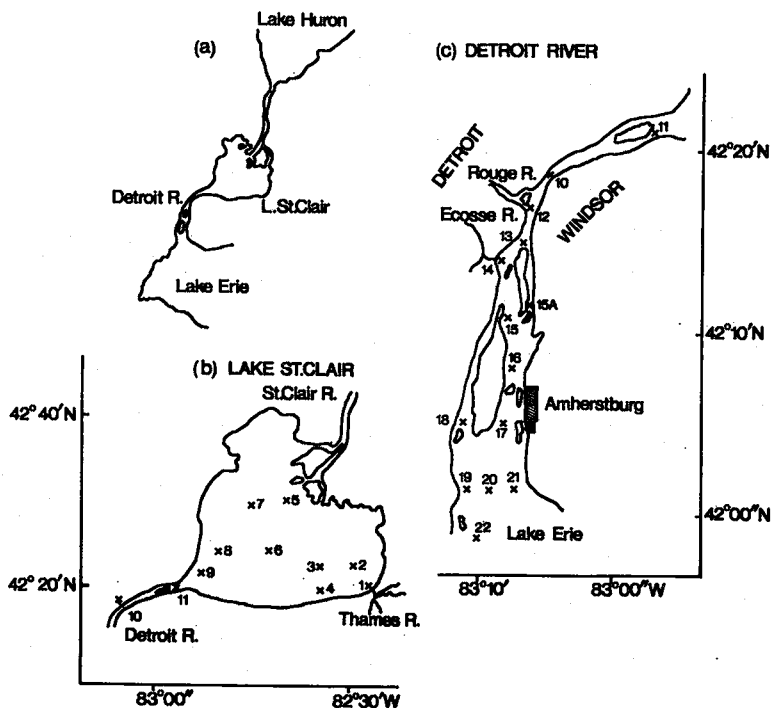 (a)
Lake Huron
Detroit R.
L.St.Clair
Lake Erie
(b) LAKE ST.CLAIR
St.Clair R.
42°40'N
42°30'N
42°20'N
7
5
8
6
3
2
9
4
1
10
11
Detroit R.
Thames R.
83°00"
82°30"W
(c) DETROIT RIVER
DETROIT
Rouge R.
Ecosse R.
WINDSOR
11
10
12
13
14
15A
15
16
Amherstburg
18
17
19
20
21
22
Lake Erie
42°20'N
42°10'N
42°00"N
83°10"
83°00"W